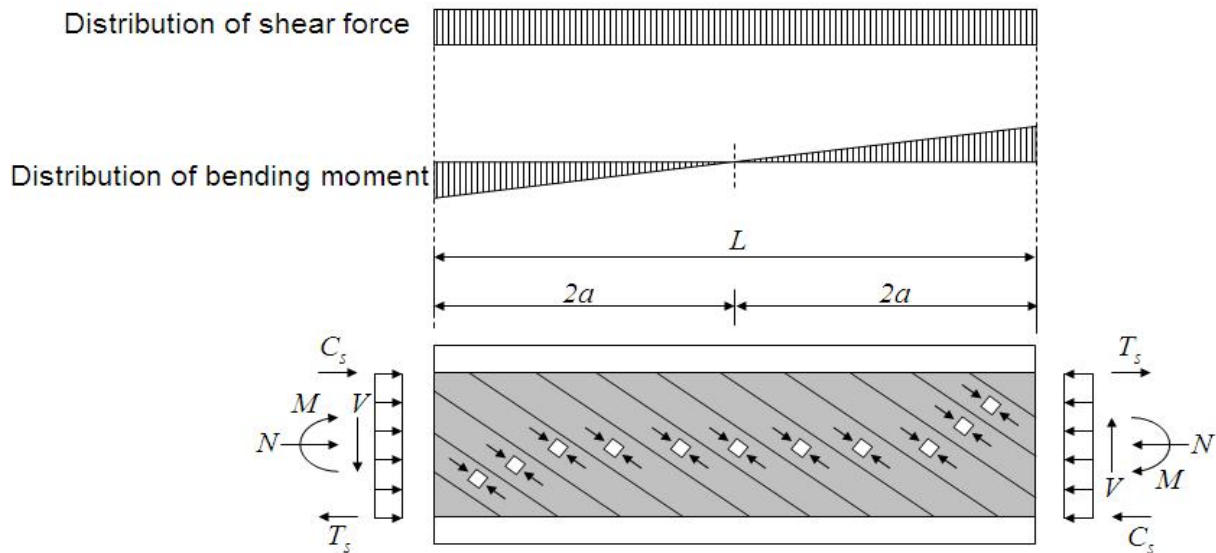 Distribution of shear force
Distribution of bending moment
L
2a 2a
C_s T_s
M V
N N
V M
T_s C_s